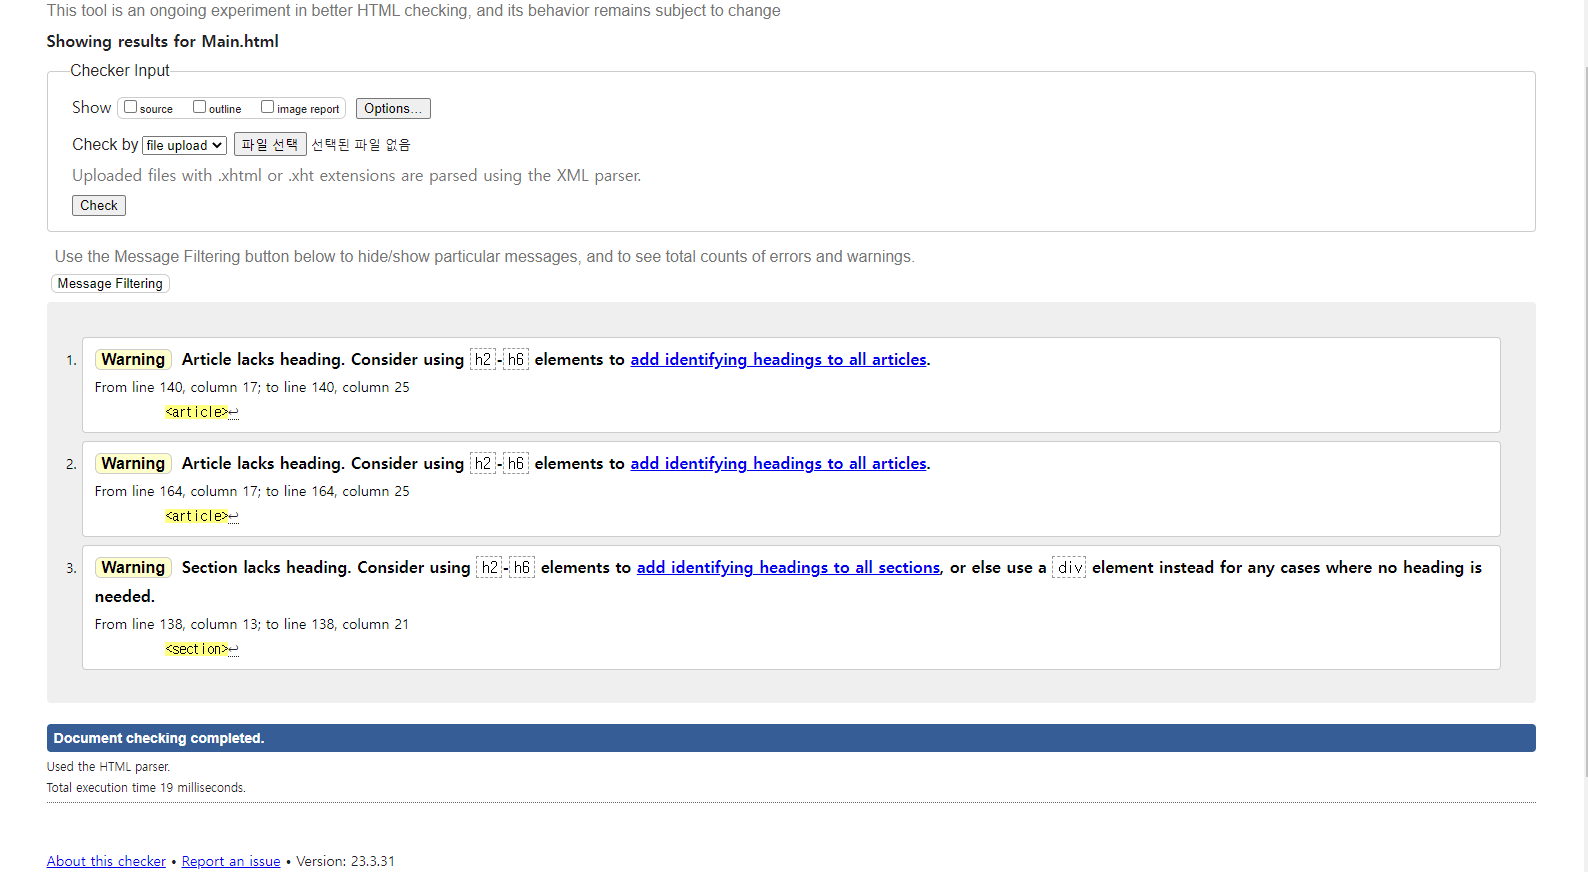 This tool is an ongoing experiment in better HTML checking, and its behavior remains subject to change
Showing results for Main.html
Checker Input
Show source outline image report Options...
Check by file upload 파일 선택 선택된 파일 없음
Uploaded files with .xhtml or .xht extensions are parsed using the XML parser.
Check
Use the Message Filtering button below to hide/show particular messages, and to see total counts of errors and warnings.
Message Filtering
1. Warning Article lacks heading. Consider using h2-h6 elements to add identifying headings to all articles.
From line 140, column 17; to line 140, column 25
<article>↩
2. Warning Article lacks heading. Consider using h2-h6 elements to add identifying headings to all articles.
From line 164, column 17; to line 164, column 25
<article>↩
3. Warning Section lacks heading. Consider using h2-h6 elements to add identifying headings to all sections, or else use a div element instead for any cases where no heading is
needed.
From line 138, column 13; to line 138, column 21
<section>↩
Document checking completed.
Used the HTML parser.
Total execution time 19 milliseconds.
About this checker • Report an issue • Version: 23.3.31